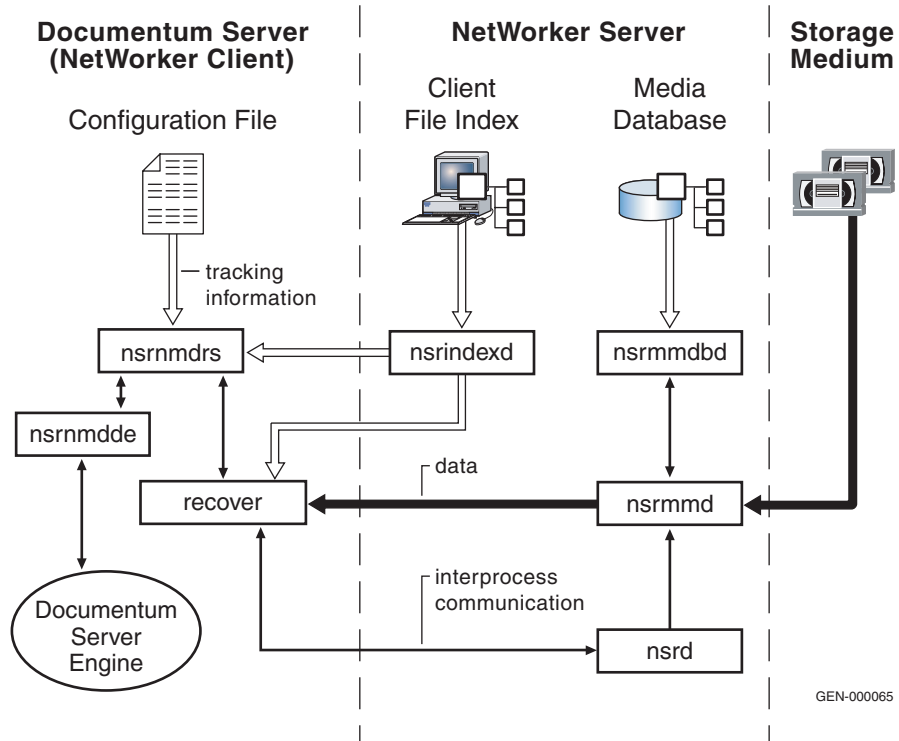 Documentum Server
(NetWorker Client)
NetWorker Server
Storage
Medium
Configuration File
Client
File Index
Media
Database
tracking
information
nsrnmdrs
nsrindexd
nsrmmdbd
nsrnmdde
recover
data
nsrmmd
interprocess
communication
Documentum
Server
Engine
nsrd
GEN-000065